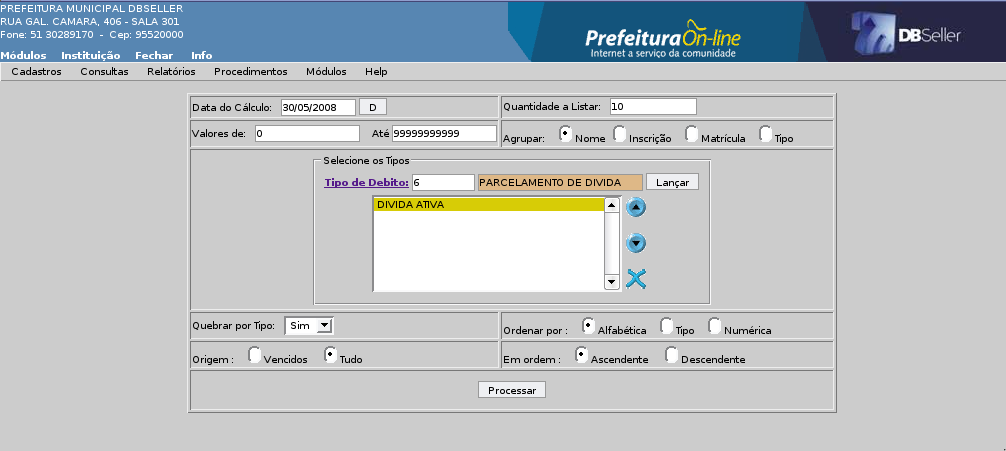 PREFEITURA MUNICIPAL DBSELLER
RUA GAL. CAMARA, 406 - SALA 301
Fone: 51 30289170 - Cep: 95520000
Módulos Instituição Fechar Info
Prefeitura On-line
Internet a serviço da comunidade
DBSeller
Cadastros Consultas Relatórios Procedimentos Módulos Help
Data do Cálculo: 30/05/2008 D Quantidade a Listar: 10
Valores de: 0 Até 99999999999 Agrupar: Nome Inscrição Matrícula Tipo
Selecione os Tipos
Tipo de Debito: 6 PARCELAMENTO DE DIVIDA Lançar
DIVIDA ATIVA
Quebrar por Tipo: Sim Ordenar por : Alfabética Tipo Numérica
Origem : Vencidos Tudo Em ordem : Ascendente Descendente
Processar